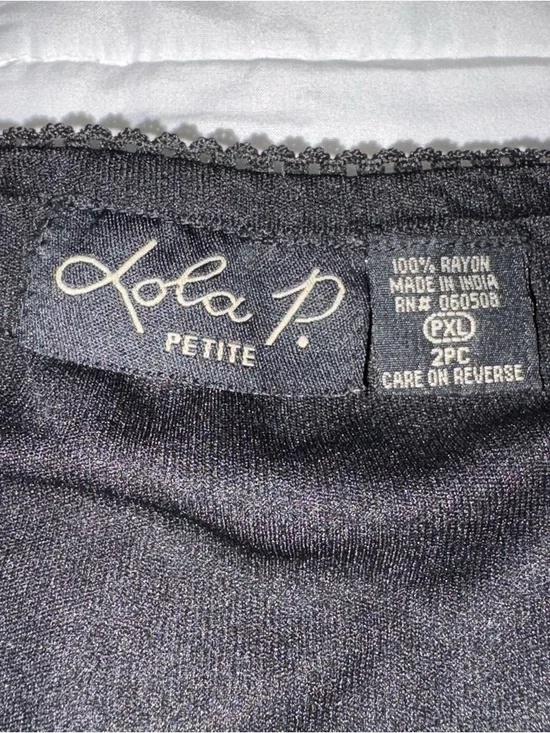 Lola P.
PETITE
100% RAYON
MADE IN INDIA
RN# 060508
PXL
2PC
CARE ON REVERSE